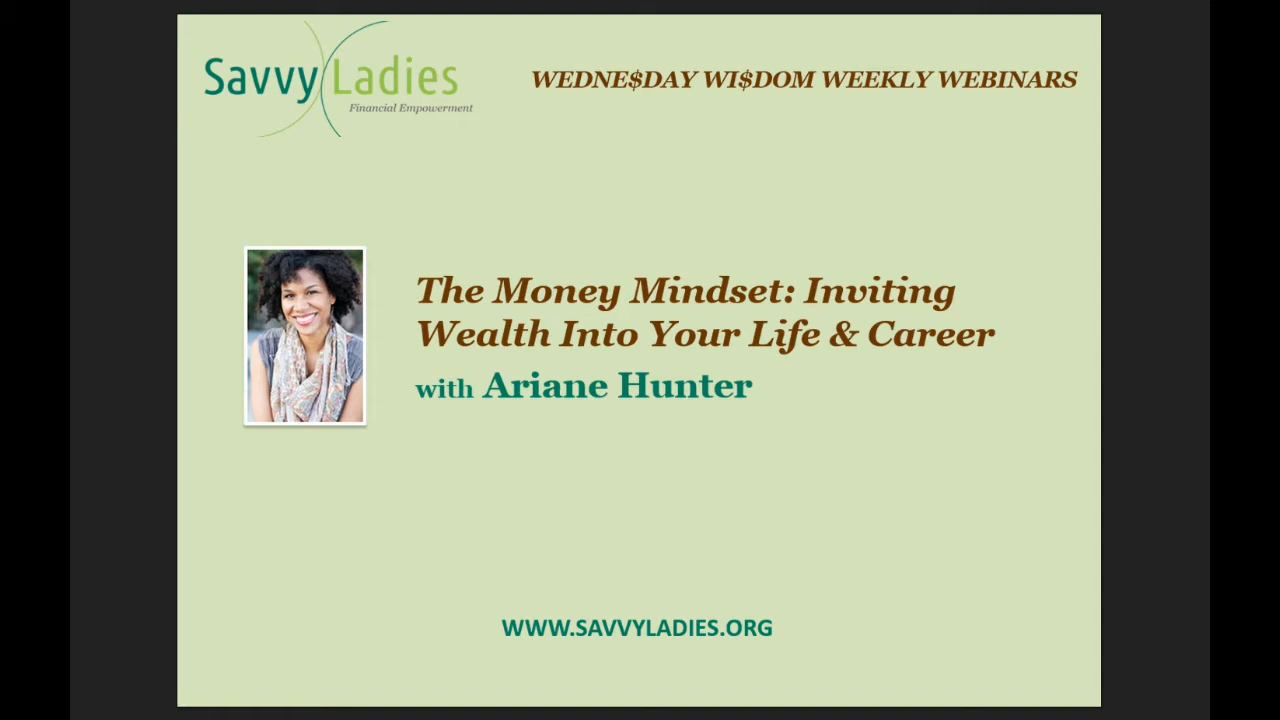 Savvy Ladies
Financial Empowerment
WEDNE$DAY WI$DOM WEEKLY WEBINARS
The Money Mindset: Inviting
Wealth Into Your Life & Career
with Ariane Hunter
WWW.SAVVYLADIES.ORG